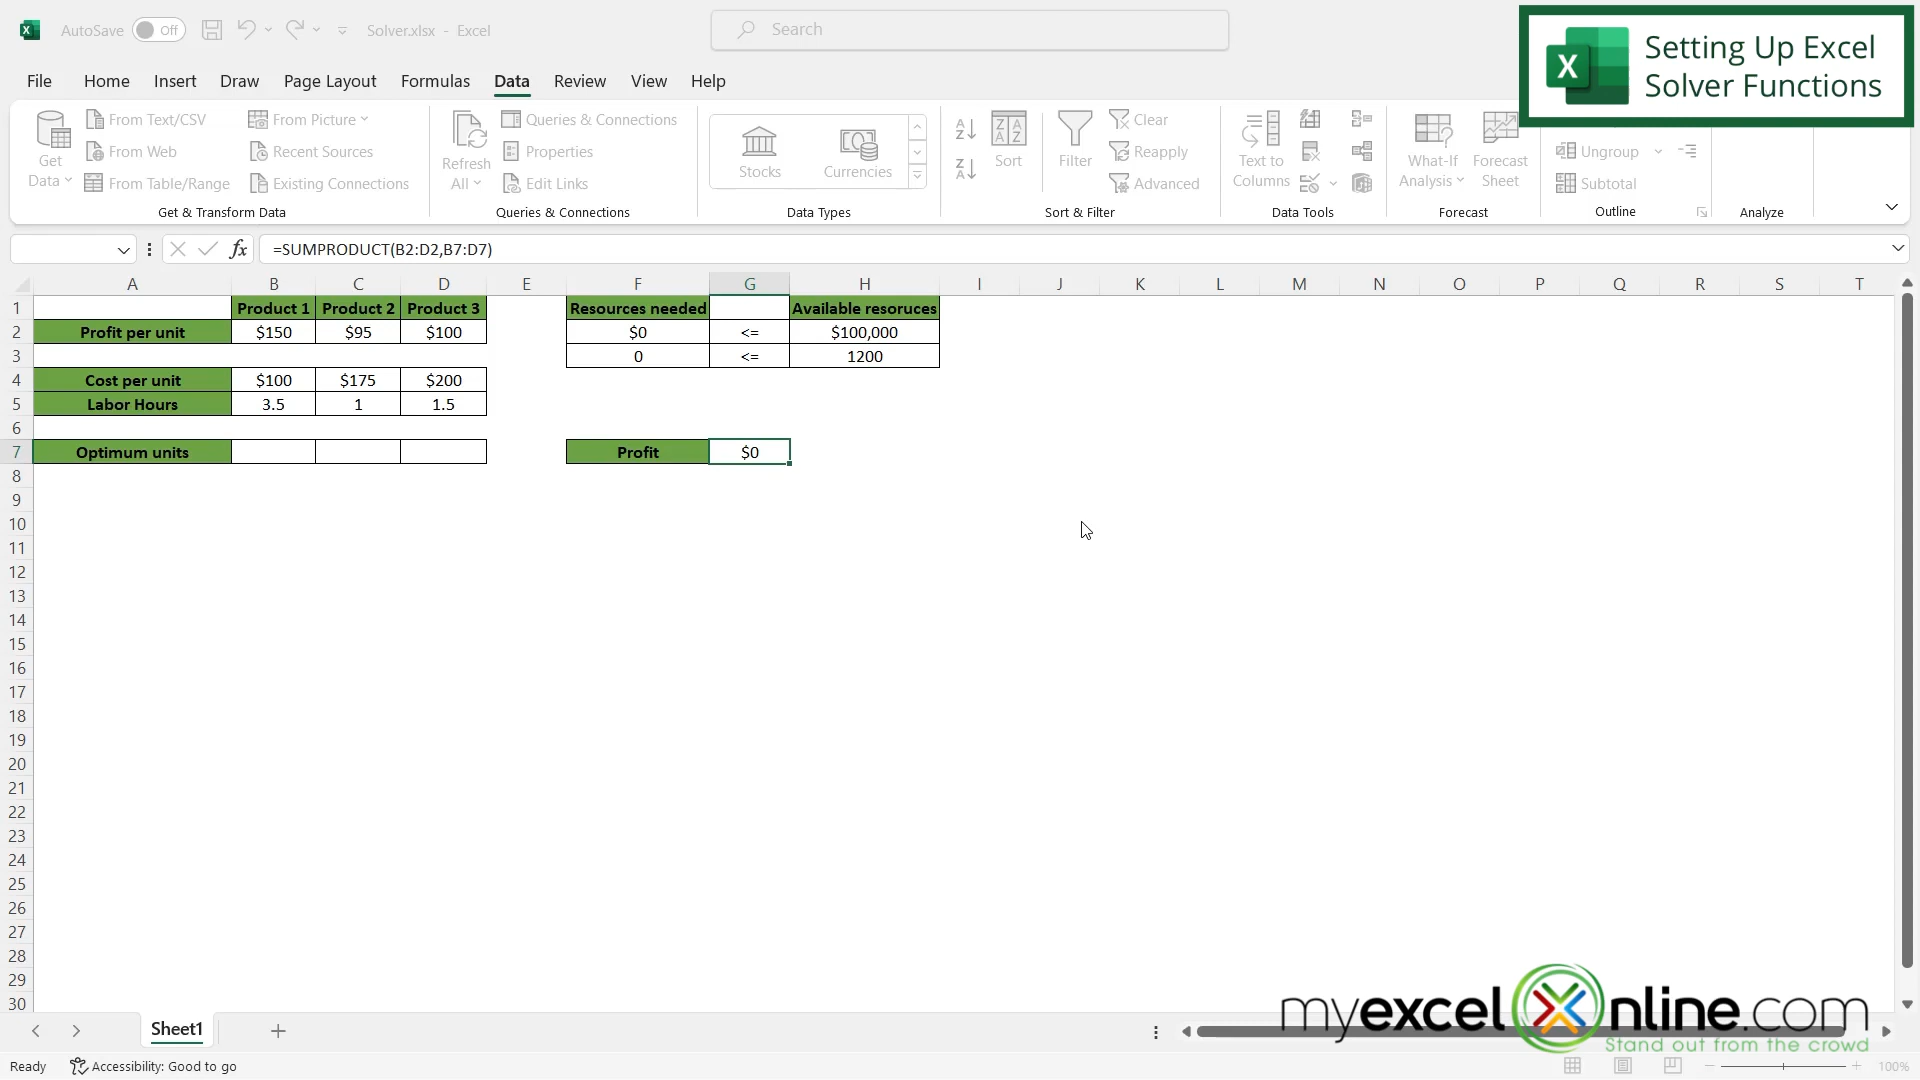 AutoSave Off Solver.xlsx - Excel Search
Setting Up Excel
Solver Functions
File Home Insert Draw Page Layout Formulas Data Review View Help
Get
Data
From Text/CSV
From Web
From Table/Range
From Picture
Recent Sources
Existing Connections
Get & Transform Data
Refresh
All
Queries & Connections
Properties
Edit Links
Queries & Connections
Stocks
Currencies
Data Types
Sort
Filter
Clear
Reapply
Advanced
Sort & Filter
Text to
Columns
Data Tools
What-If
Analysis
Forecast
Sheet
Forecast
Ungroup
Subtotal
Outline
Analyze
fx =SUMPRODUCT(B2:D2,B7:D7)
A B C D E F G H I J K L M N O P Q R S T
1 Product 1 Product 2 Product 3 Resources needed Available resoruces
2 Profit per unit $150 $95 $100 $0 <= $100,000
3 0 <= 1200
4 Cost per unit $100 $175 $200
5 Labor Hours 3.5 1 1.5
6
7 Optimum units Profit $0
8
9
10
11
12
13
14
15
16
17
18
19
20
21
22
23
24
25
26
27
28
29
30
myexcelonline.com
Stand out from the crowd
Sheet1
Ready Accessibility: Good to go 100%